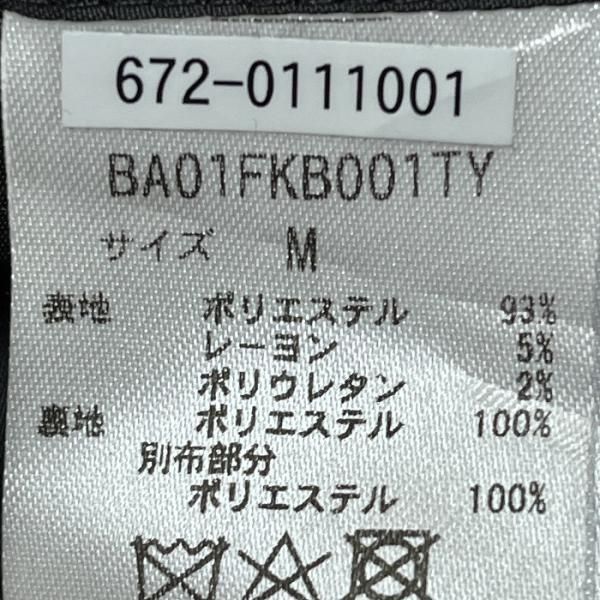 672-0111001
BA01FKB001TY
サイズ M
表地 ポリエステル 93%
レーヨン 5%
ポリウレタン 2%
裏地 ポリエステル 100%
別布部分
ポリエステル 100%